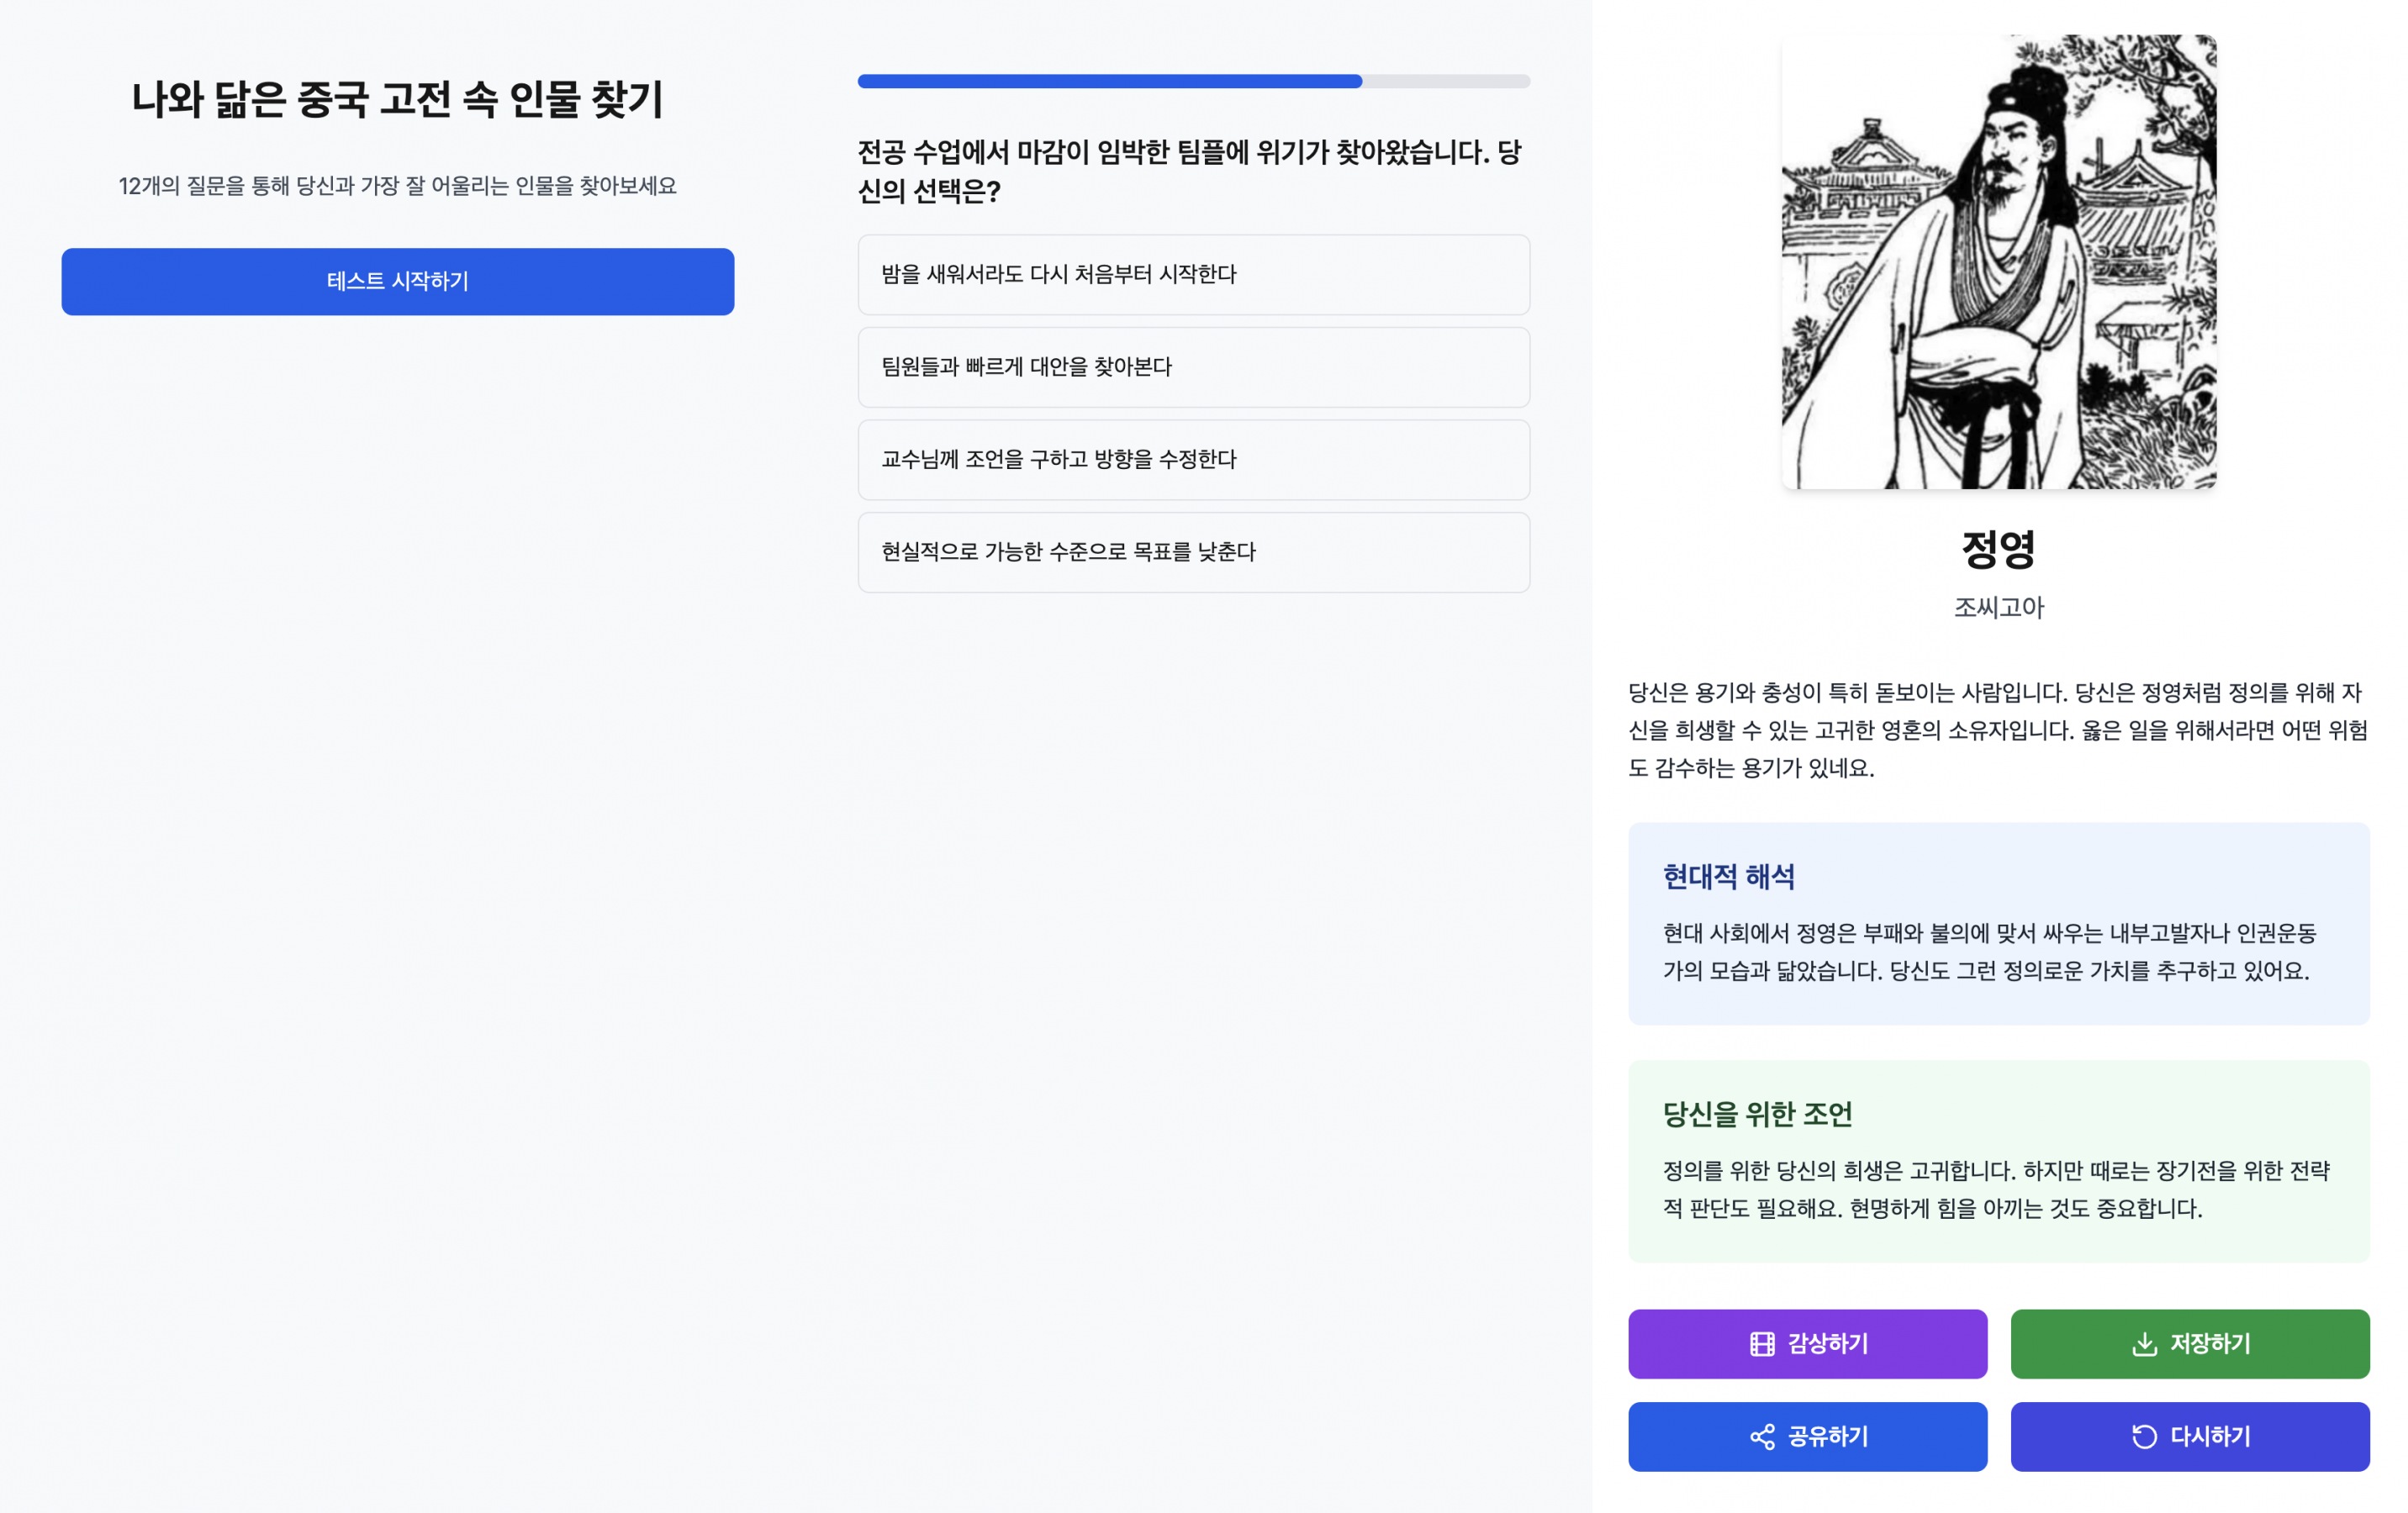 나와 닮은 중국 고전 속 인물 찾기
12개의 질문을 통해 당신과 가장 잘 어울리는 인물을 찾아보세요
테스트 시작하기
전공 수업에서 마감이 임박한 팀플에 위기가 찾아왔습니다. 당
신의 선택은?
밤을 새워서라도 다시 처음부터 시작한다
팀원들과 빠르게 대안을 찾아본다
교수님께 조언을 구하고 방향을 수정한다
현실적으로 가능한 수준으로 목표를 낮춘다
정영
조씨고아
당신은 용기와 충성이 특히 돋보이는 사람입니다. 당신은 정영처럼 정의를 위해 자
신을 희생할 수 있는 고귀한 영혼의 소유자입니다. 옳은 일을 위해서라면 어떤 위험
도 감수하는 용기가 있네요.
현대적 해석
현대 사회에서 정영은 부패와 불의에 맞서 싸우는 내부고발자나 인권운동
가의 모습과 닮았습니다. 당신도 그런 정의로운 가치를 추구하고 있어요.
당신을 위한 조언
정의를 위한 당신의 희생은 고귀합니다. 하지만 때로는 장기전을 위한 전략
적 판단도 필요해요. 현명하게 힘을 아끼는 것도 중요합니다.
감상하기
저장하기
공유하기
다시하기